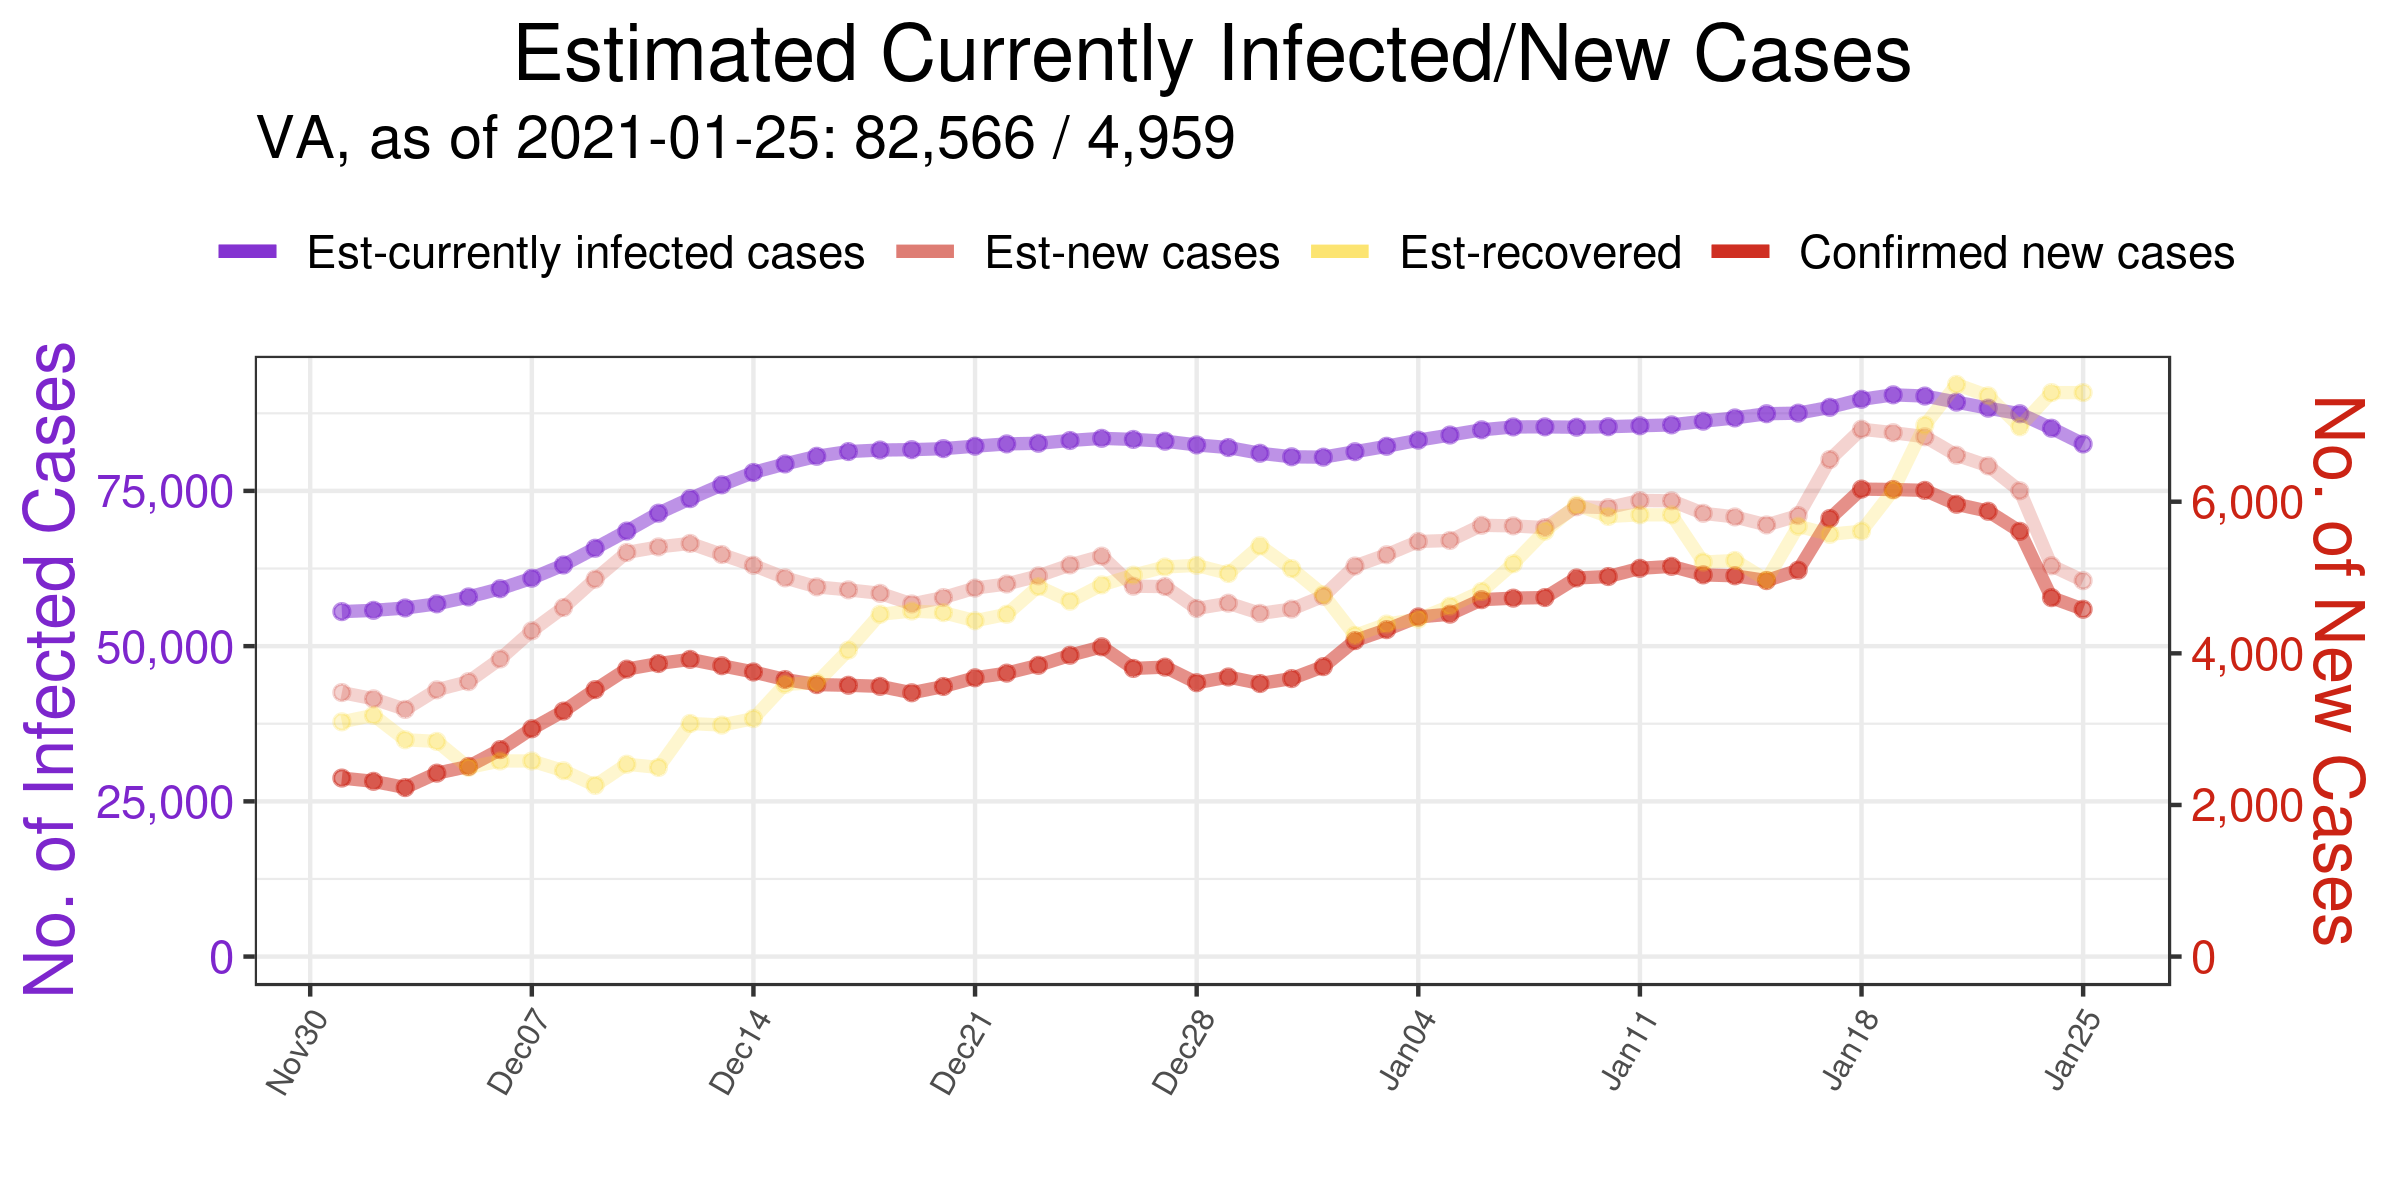 Estimated Currently Infected/New Cases
VA, as of 2021-01-25: 82,566 / 4,959
Est-currently infected cases Est-new cases Est-recovered Confirmed new cases
No. of Infected Cases
75,000
50,000
25,000
0
6,000
4,000
2,000
0
No. of New Cases
Nov30 Dec07 Dec14 Dec21 Dec28 Jan04 Jan11 Jan18 Jan25